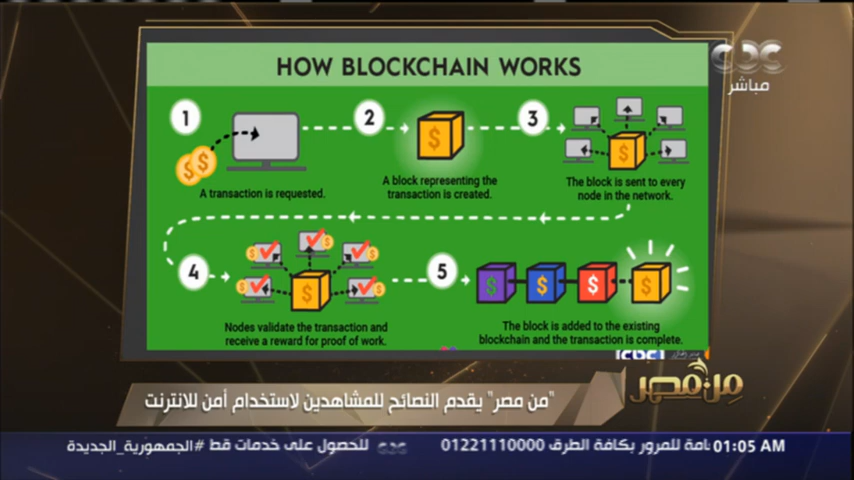 HOW BLOCKCHAIN WORKS
CBC
مباشر
1
2
3
A transaction is requested.
A block representing the
transaction is created.
The block is sent to every
node in the network.
4
5
Nodes validate the transaction and
receive a reward for proof of work.
The block is added to the existing
blockchain and the transaction is complete.
من مصر
"من مصر" يقدم النصائح للمشاهدين لاستخدام أمن للانترنت
امة للمرور بكافة الطرق 01221110000 CBC للحصول على خدمات قط #الجمهورية_الجديدة
01:05 AM